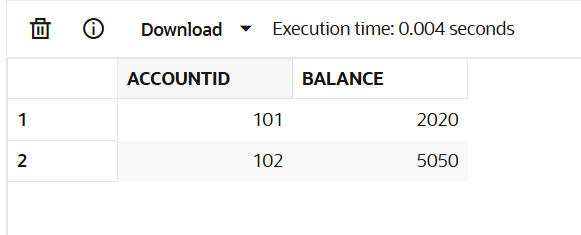 Download Execution time: 0.004 seconds
ACCOUNTID BALANCE
1 101 2020
2 102 5050